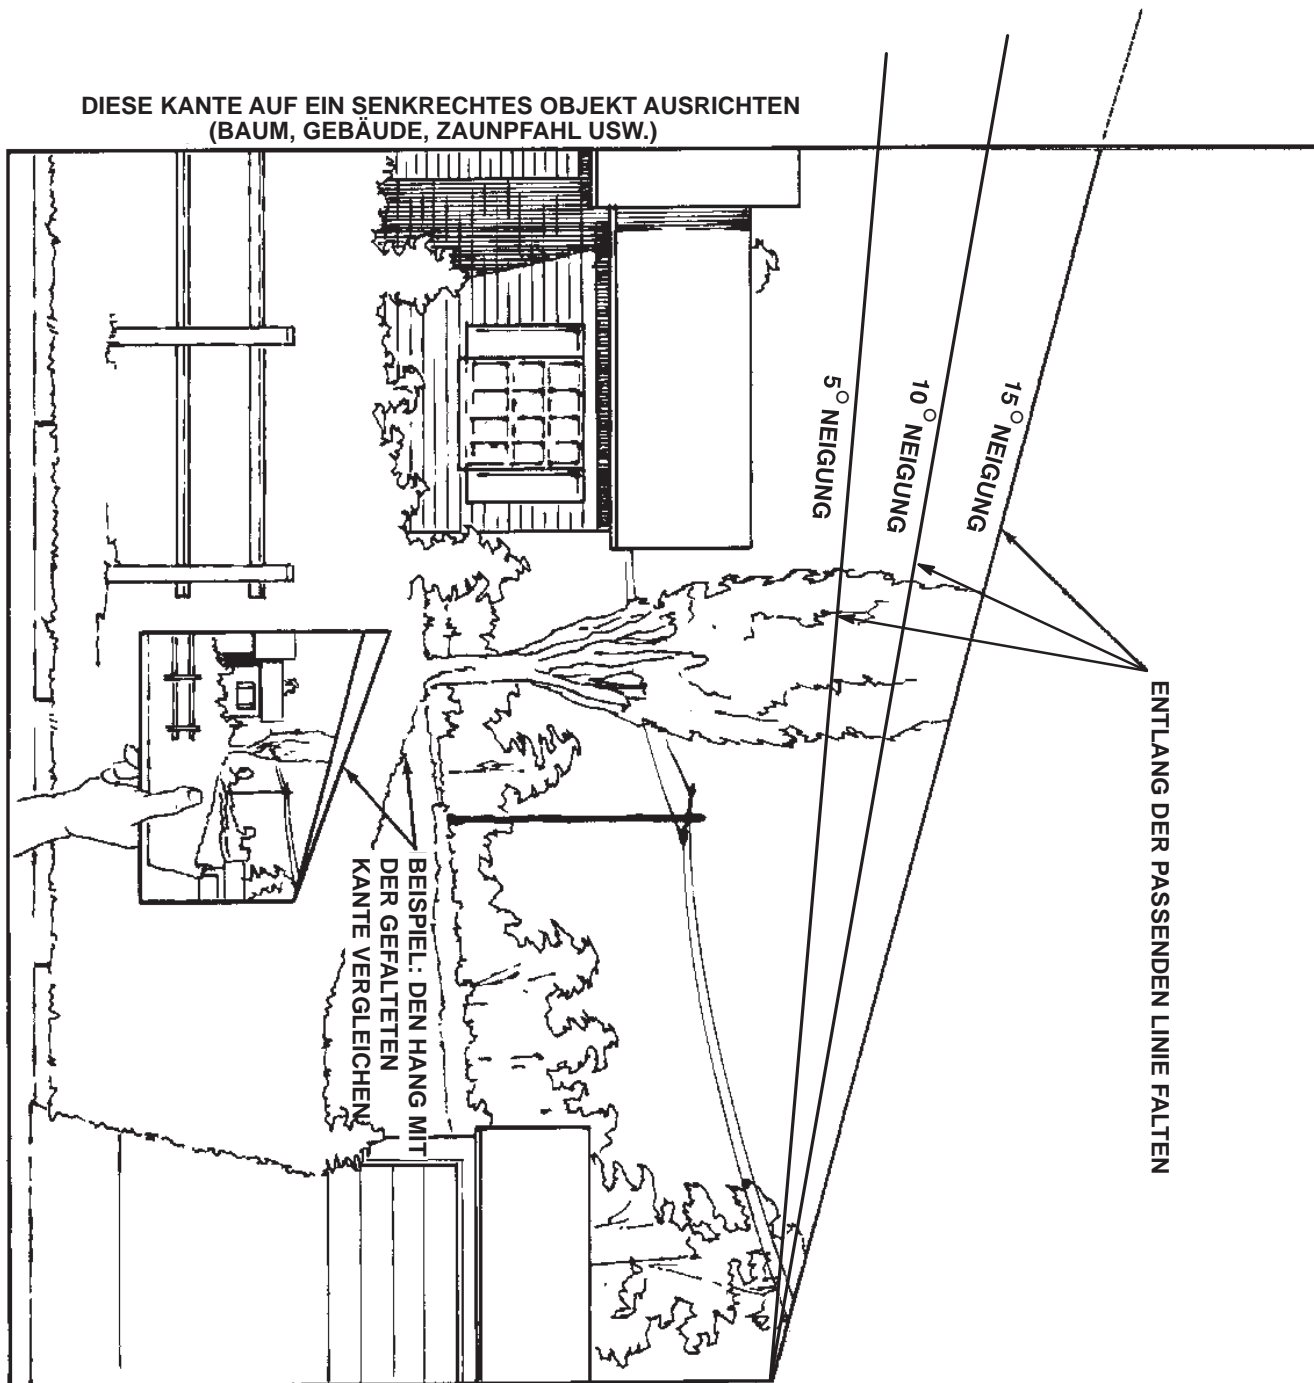 DIESE KANTE AUF EIN SENKRECHTES OBJEKT AUSRICHTEN
(BAUM, GEBÄUDE, ZAUNPFAHL USW.)
15° NEIGUNG
10° NEIGUNG
5° NEIGUNG
ENTLANG DER PASSENDEN LINIE FALTEN
BEISPIEL: DEN HANG MIT
DER GEFALTETEN
KANTE VERGLEICHEN